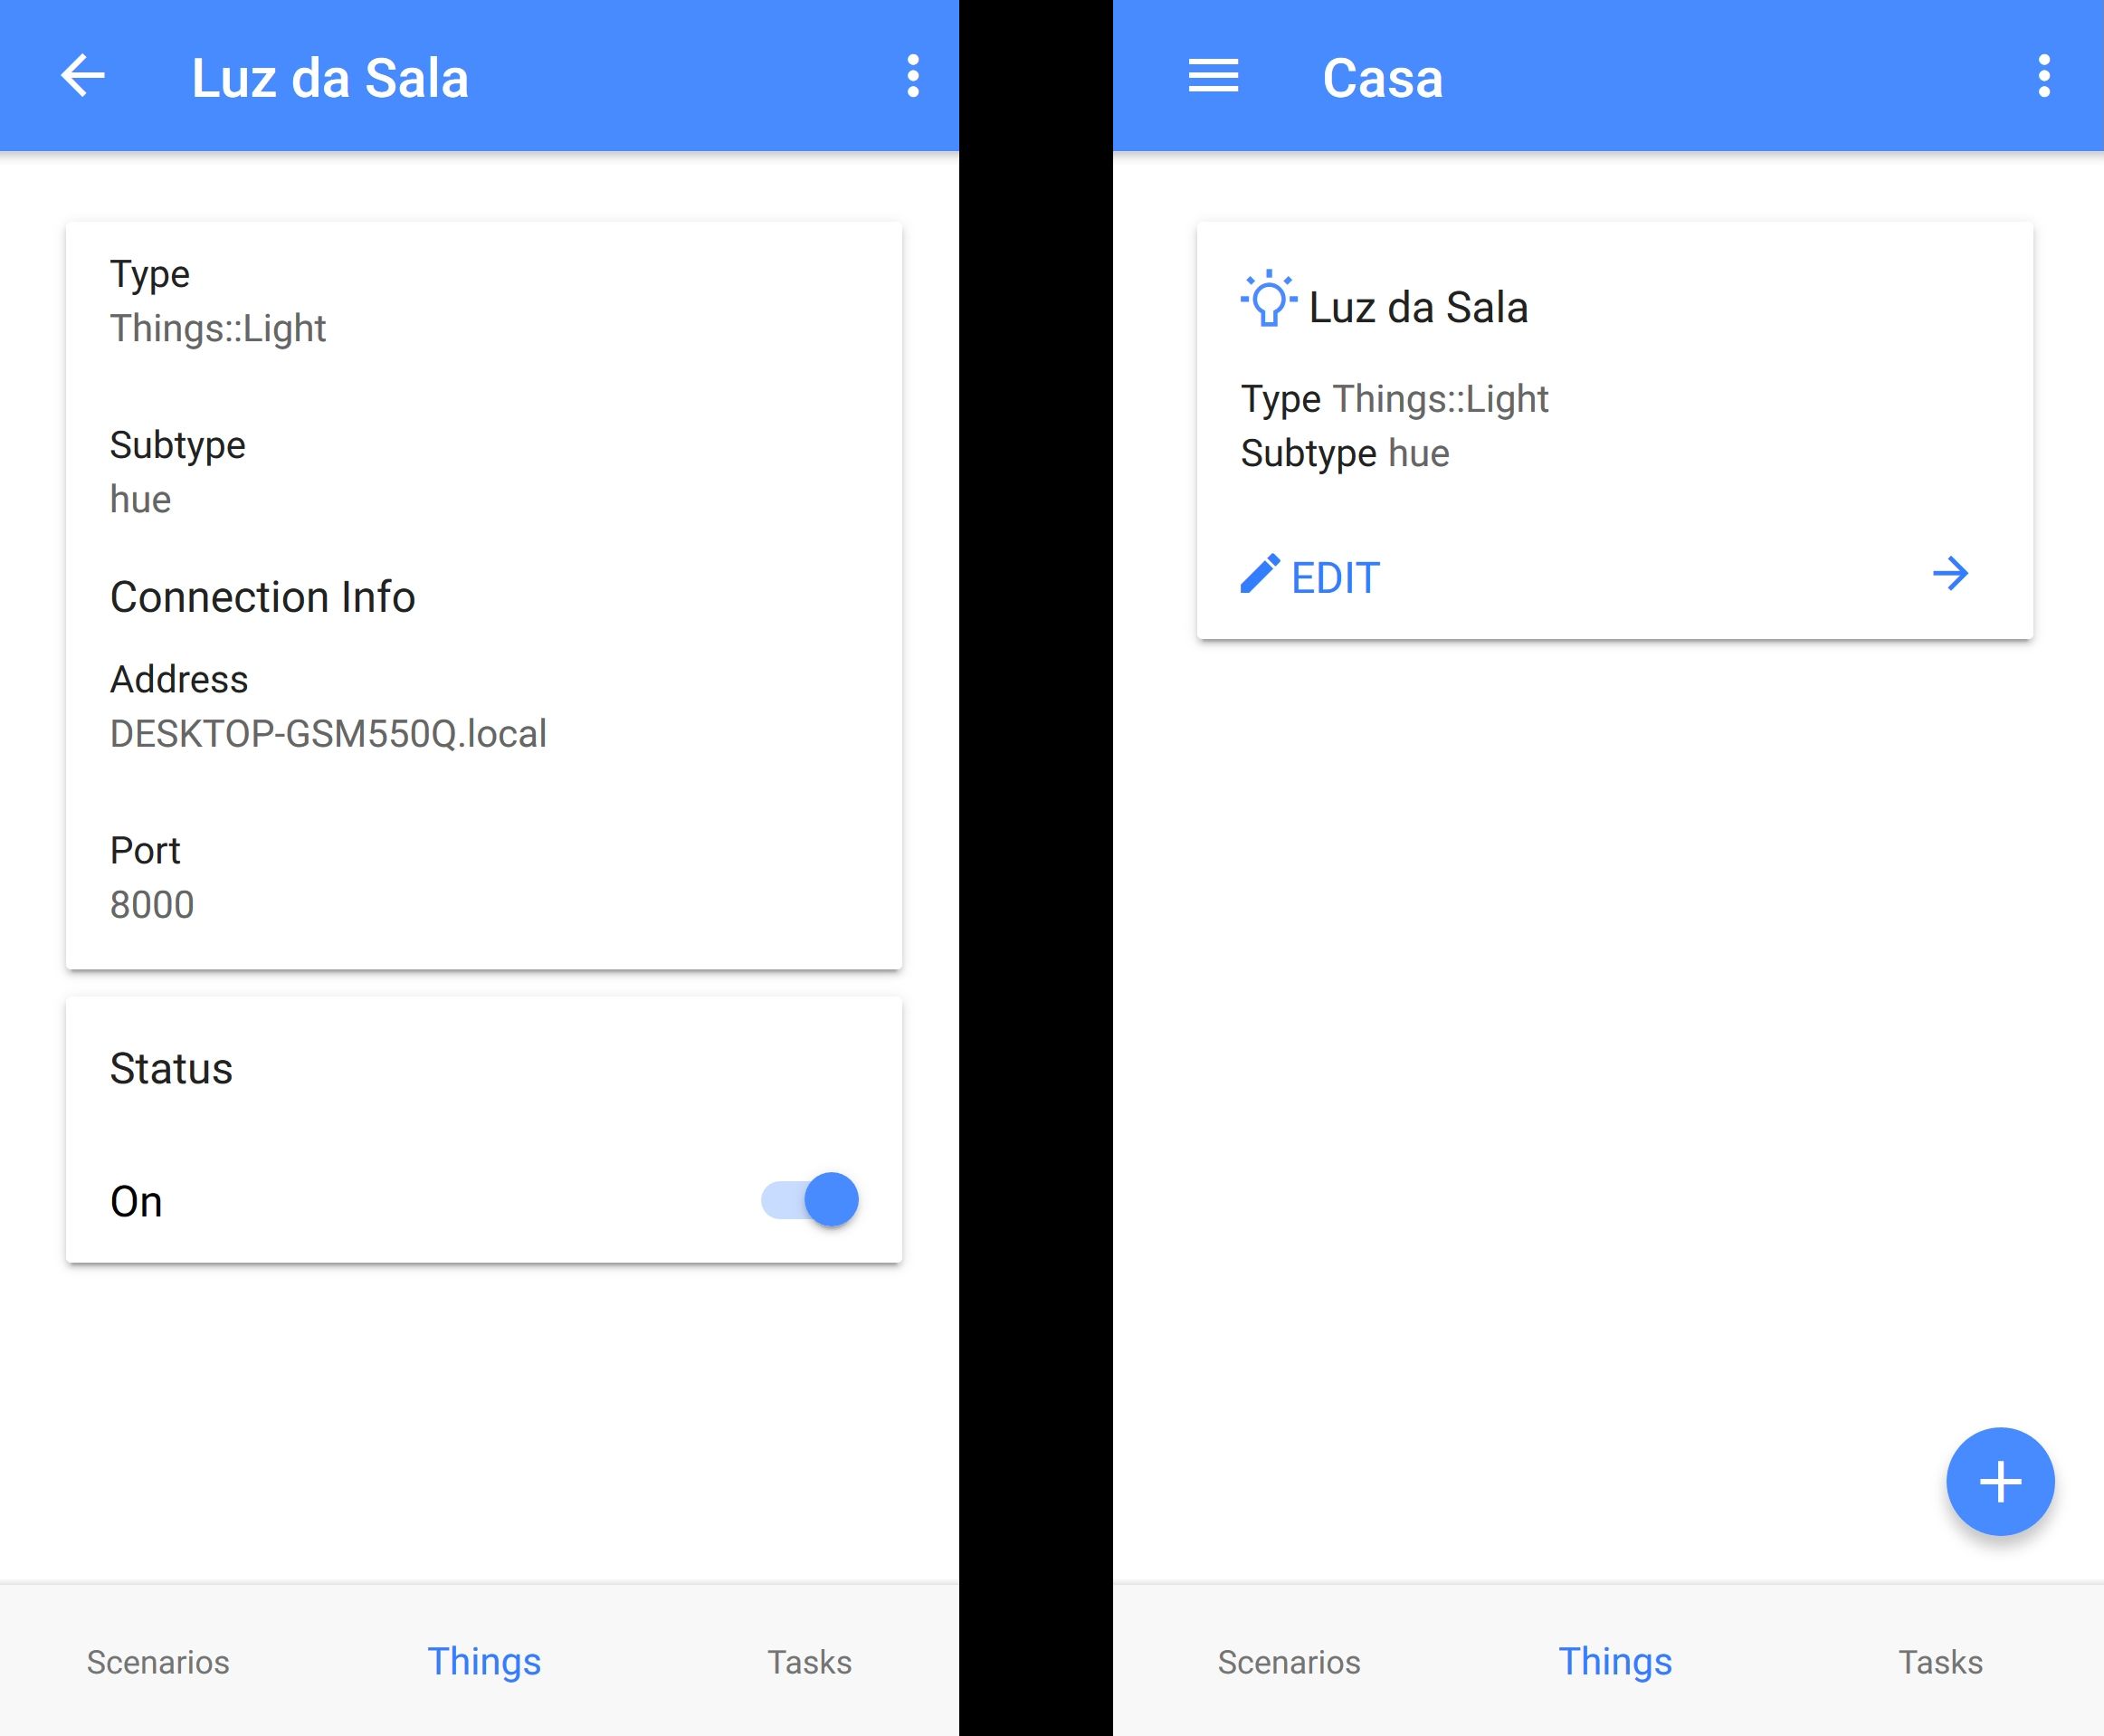 Luz da Sala
Type
Things::Light
Subtype
hue
Connection Info
Address
DESKTOP-GSM550Q.local
Port
8000
Status
On
Scenarios
Things
Tasks
Casa
Luz da Sala
Type Things::Light
Subtype hue
EDIT
Scenarios
Things
Tasks